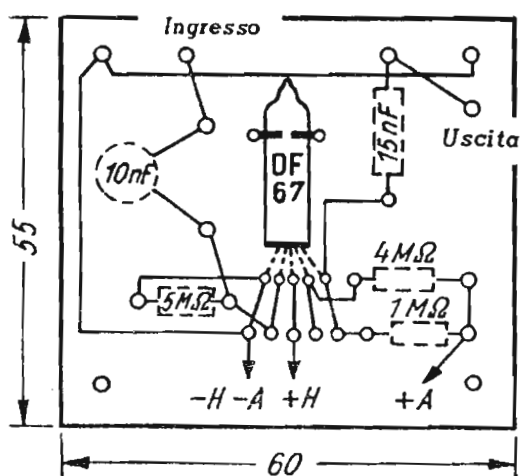 Ingresso
Uscita
10nF
DF
67
15nF
55
5MΩ
4MΩ
1MΩ
-H -A +H
+A
60